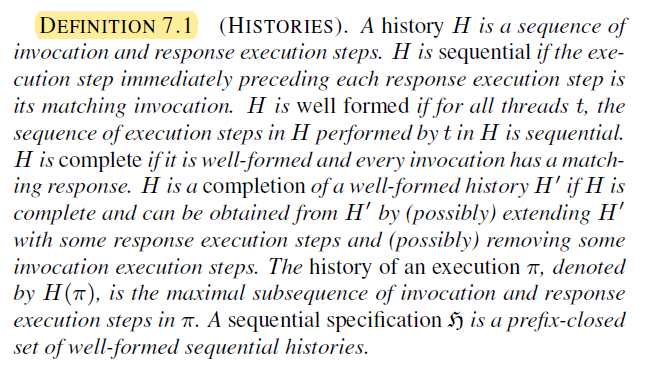 DEFINITION 7.1 (HISTORIES). A history H is a sequence of
invocation and response execution steps. H is sequential if the exe-
cution step immediately preceding each response execution step is
its matching invocation. H is well formed if for all threads t, the
sequence of execution steps in H performed by t in H is sequential.
H is complete if it is well-formed and every invocation has a match-
ing response. H is a completion of a well-formed history H′ if H is
complete and can be obtained from H′ by (possibly) extending H′
with some response execution steps and (possibly) removing some
invocation execution steps. The history of an execution π, denoted
by H(π), is the maximal subsequence of invocation and response
execution steps in π. A sequential specification ℌ is a prefix-closed
set of well-formed sequential histories.